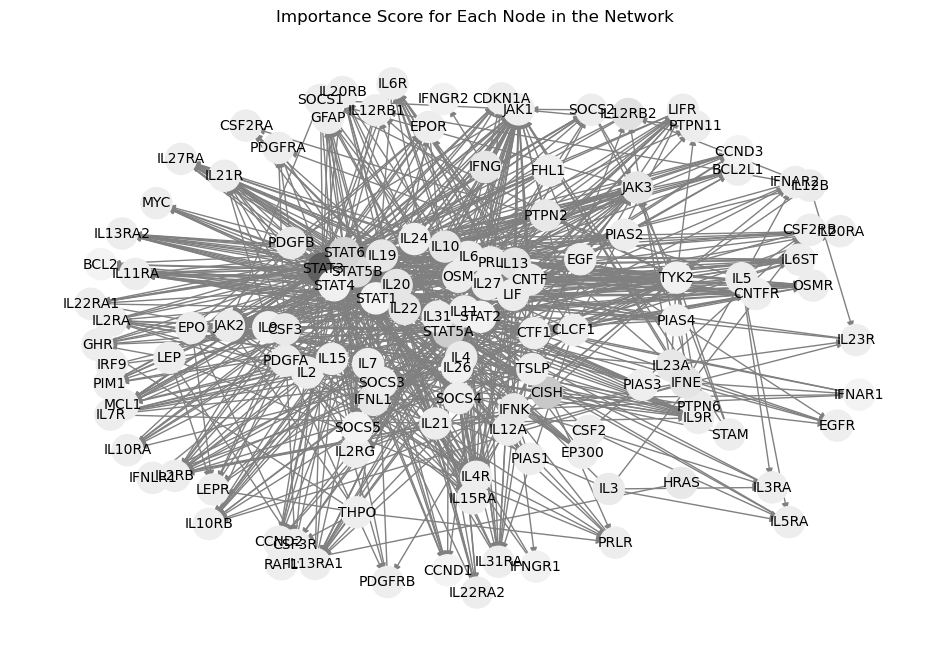 Importance Score for Each Node in the Network
IL6R
IL20RB
SOCS1
IFNGR2
CDKN1A
IL12RB1
JAK1
SOCS2
IL12RB2
LIFR
GFAP
CSF2RA
EPOR
PTPN11
PDGFRA
CCND3
IL27RA
IFNG
FHL1
BCL2L1
IL21R
IFNAR2
IL12B
JAK3
MYC
PTPN2
IL13RA2
PIAS2
CSF2RB
IL20RA
PDGFB
IL24
IL10
STAT6
IL19
IL6
EGF
IL6ST
PRL
IL13
BCL2
STAT3
STAT5B
IL11RA
OSM
CNTF
TYK2
IL5
IL20
IL27
OSMR
STAT4
LIF
CNTFR
STAT1
IL22RA1
IL22
IL11
IL31
STAT2
IL2RA
PIAS4
EPO
JAK2
IL9
CSF3
STAT5A
CTF1
CLCF1
IL23R
GHR
LEP
IL15
IL4
PDGFA
IL7
IRF9
IL26
TSLP
IL23A
IL2
PIM1
SOCS3
IFNE
PIAS3
CISH
IFNAR1
MCL1
IFNL1
SOCS4
PTPN6
IL7R
IFNK
IL9R
IL21
SOCS5
IL12A
CSF2
STAM
EGFR
IL10RA
IL2RG
PIAS1
EP300
IFNLR1
IL2RB
IL4R
HRAS
IL3
IL3RA
LEPR
IL15RA
THPO
IL10RB
IL5RA
CCND2
CSF3R
PRLR
RAF1
IL13RA1
IL31RA
IFNGR1
CCND1
PDGFRB
IL22RA2